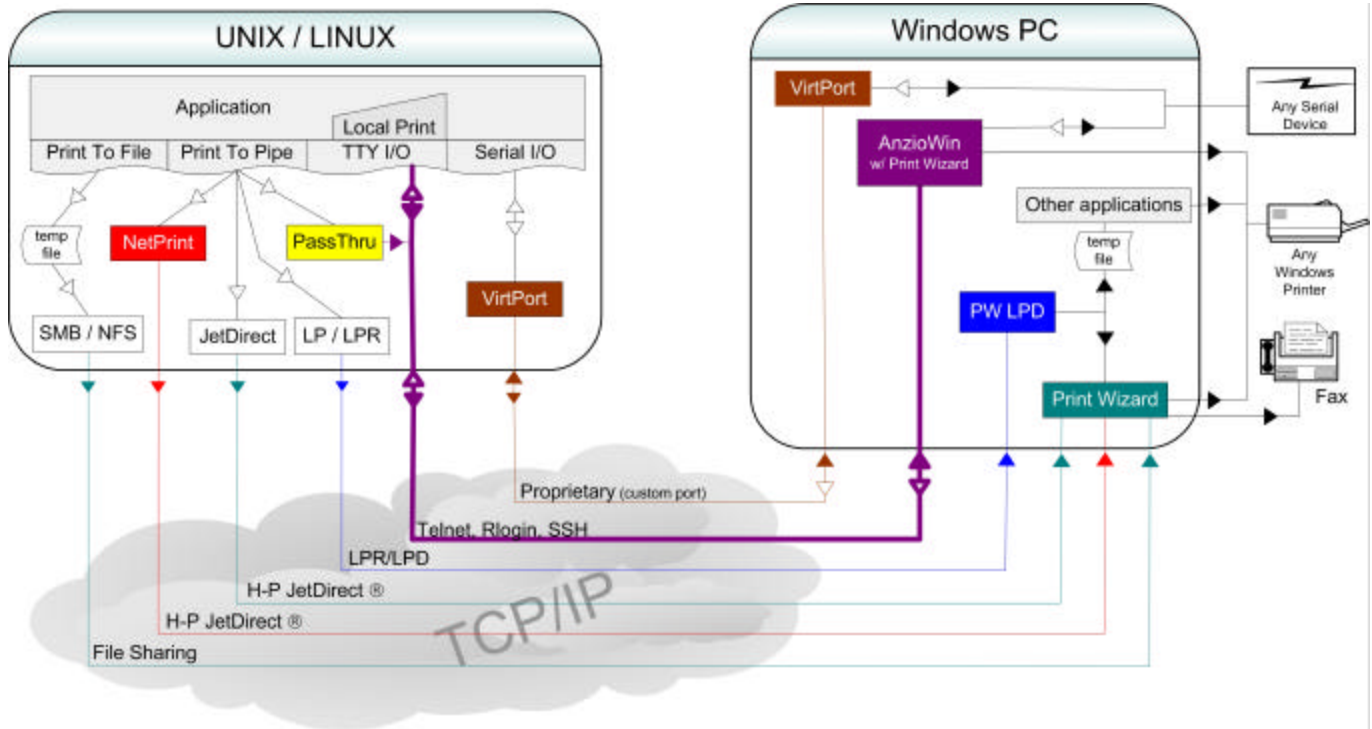 UNIX / LINUX
Application
Local Print
Print To File
Print To Pipe
TTY I/O
Serial I/O
temp
file
NetPrint
PassThru
VirtPort
SMB / NFS
JetDirect
LP / LPR
Windows PC
VirtPort
AnzioWin
w/ Print Wizard
Other applications
temp
file
PW LPD
Print Wizard
Any Serial
Device
Any
Windows
Printer
Fax
Proprietary (custom port)
Telnet, Rlogin, SSH
LPR/LPD
H-P JetDirect ®
H-P JetDirect ®
File Sharing
TCP/IP